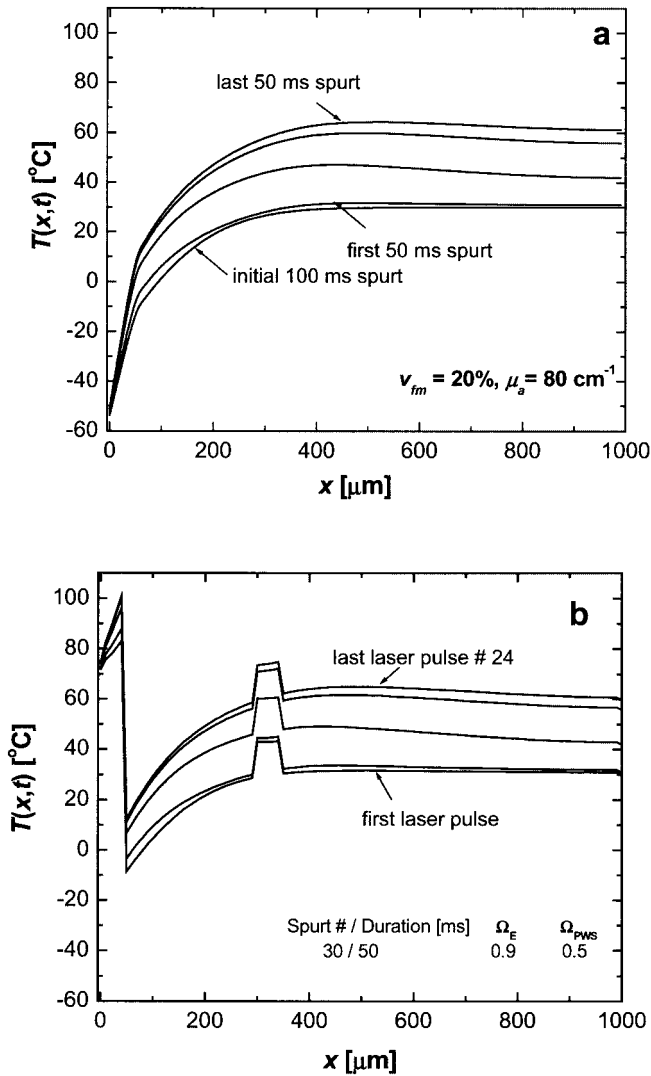 a
100
80
60
40
20
0
-20
-40
-60
T(x,t) [°C]
last 50 ms spurt
first 50 ms spurt
initial 100 ms spurt
v_fm = 20%, μ_a = 80 cm⁻¹
0 200 400 600 800 1000
x [μm]
b
100
80
60
40
20
0
-20
-40
-60
T(x,t) [°C]
last laser pulse # 24
first laser pulse
Spurt # / Duration [ms] Ω_E Ω_PWS
30 / 50 0.9 0.5
0 200 400 600 800 1000
x [μm]